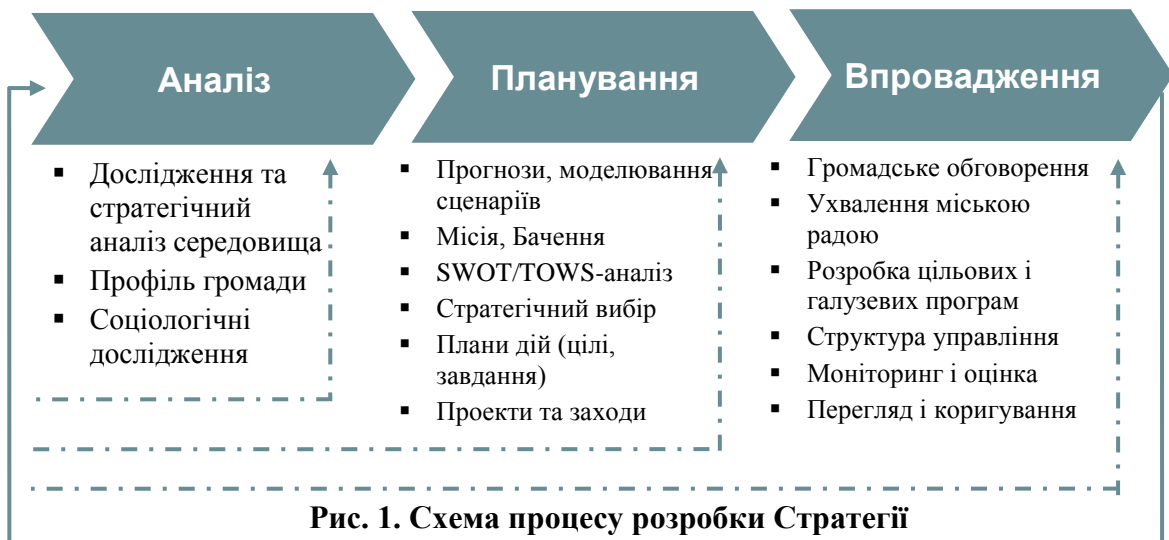 Аналіз
Планування
Впровадження
▪ Дослідження та
стратегічний
аналіз середовища
▪ Профіль громади
▪ Соціологічні
дослідження
▪ Прогнози, моделювання
сценаріїв
▪ Місія, Бачення
▪ SWOT/TOWS-аналіз
▪ Стратегічний вибір
▪ Плани дій (цілі,
завдання)
▪ Проекти та заходи
▪ Громадське обговорення
▪ Ухвалення міською
радою
▪ Розробка цільових і
галузевих програм
▪ Структура управління
▪ Моніторинг і оцінка
▪ Перегляд і коригування
Рис. 1. Схема процесу розробки Стратегії